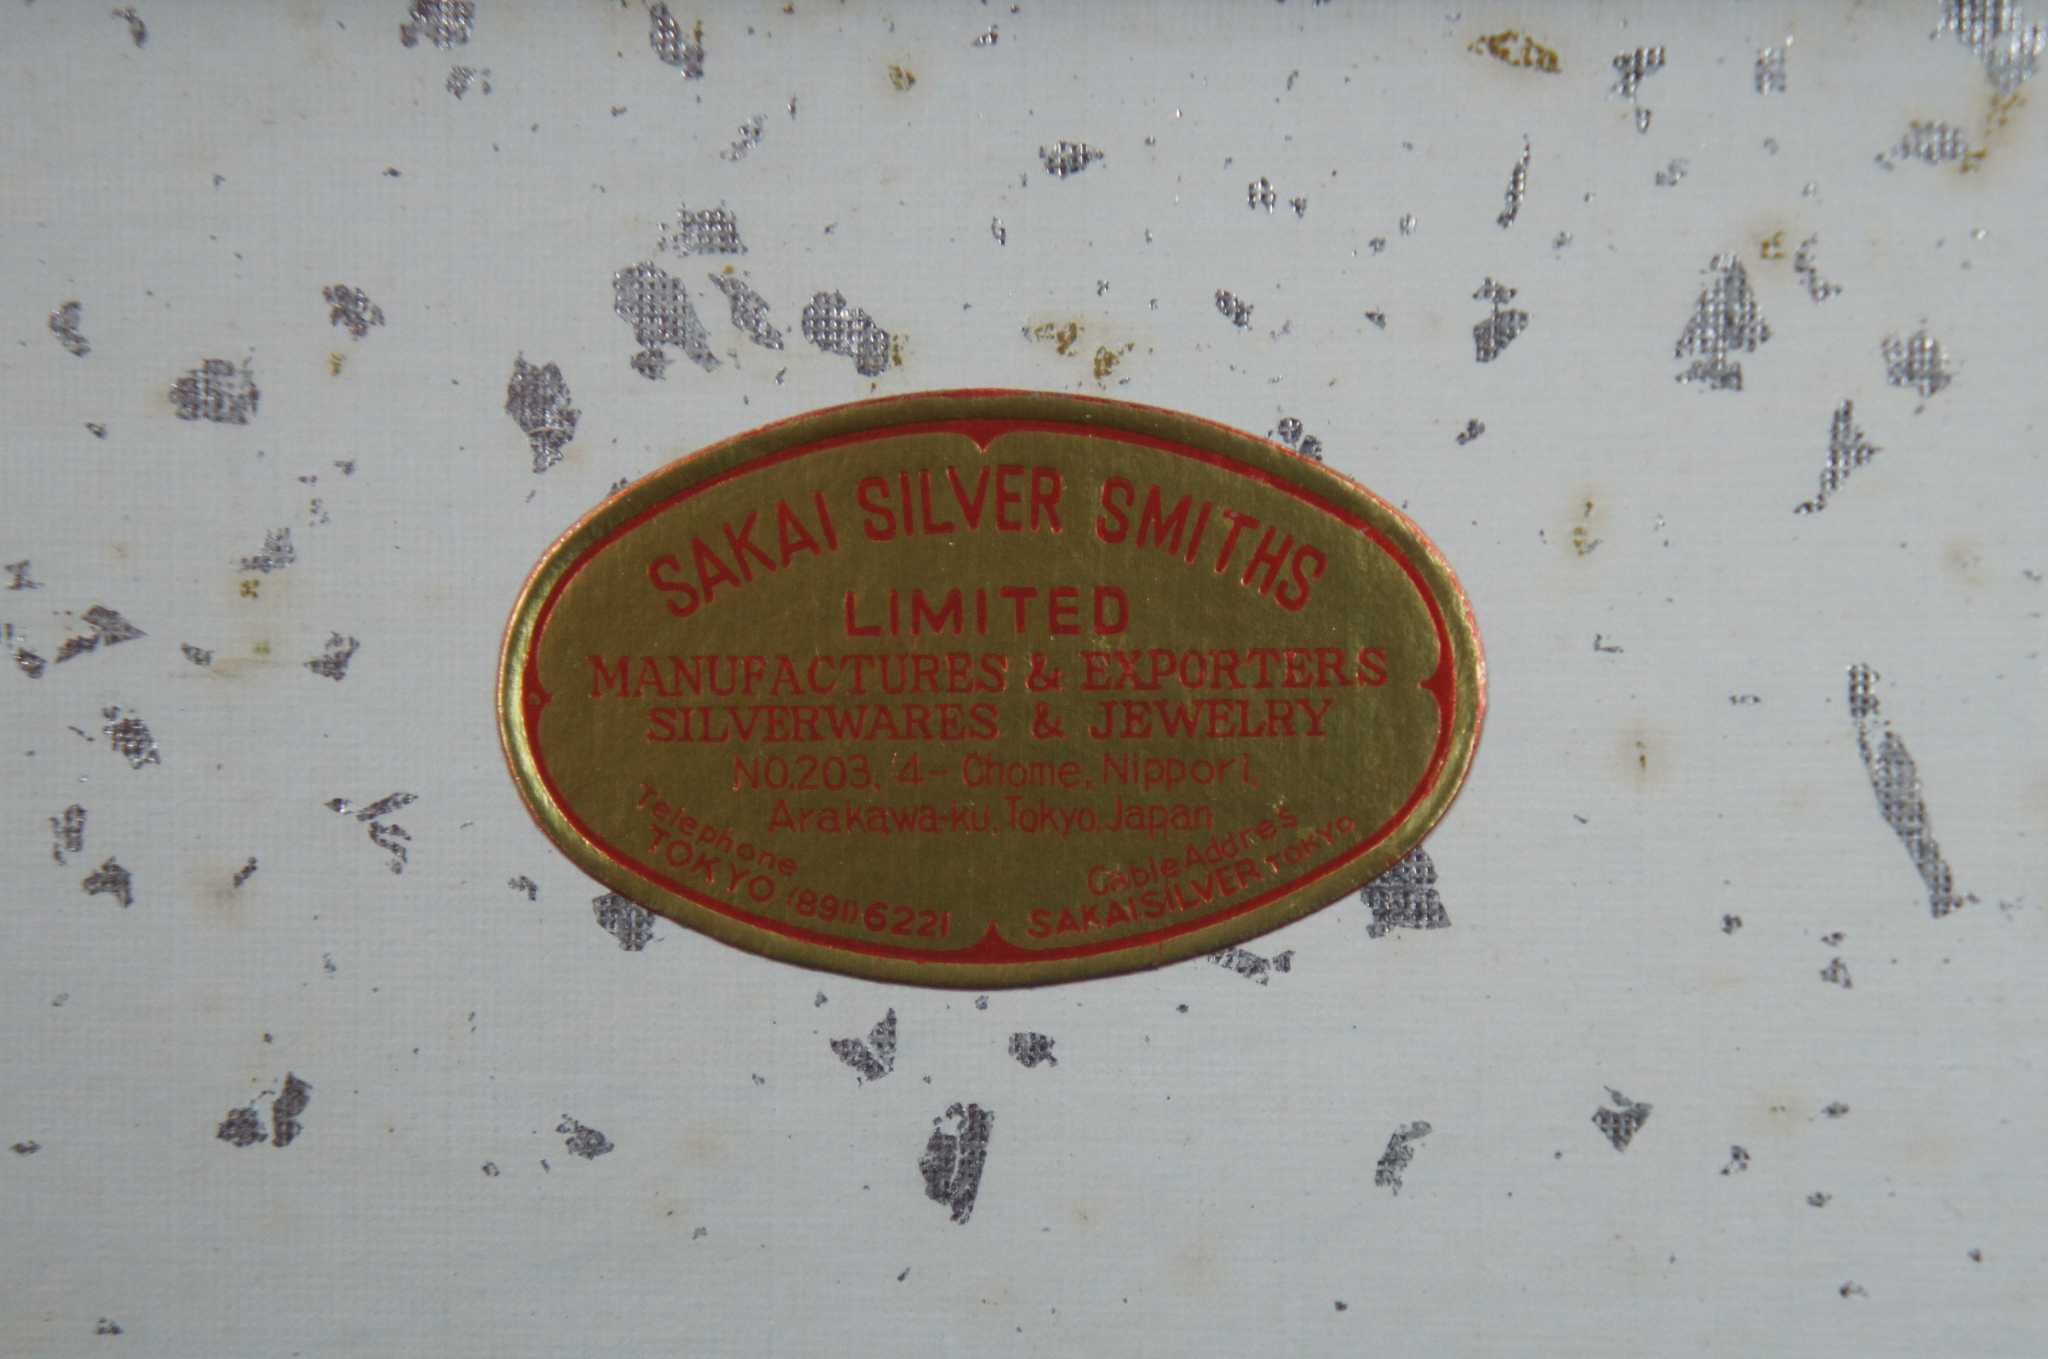 SAKAI SILVER SMITHS
LIMITED
MANUFACTURES & EXPORTERS
SILVERWARES & JEWELRY
NO.203, 4-Chome, Nippori,
Arakawa-ku, Tokyo, Japan
Telephone
TOKYO (891) 6221
Cable Addres
SAKAISILVER TOKYO